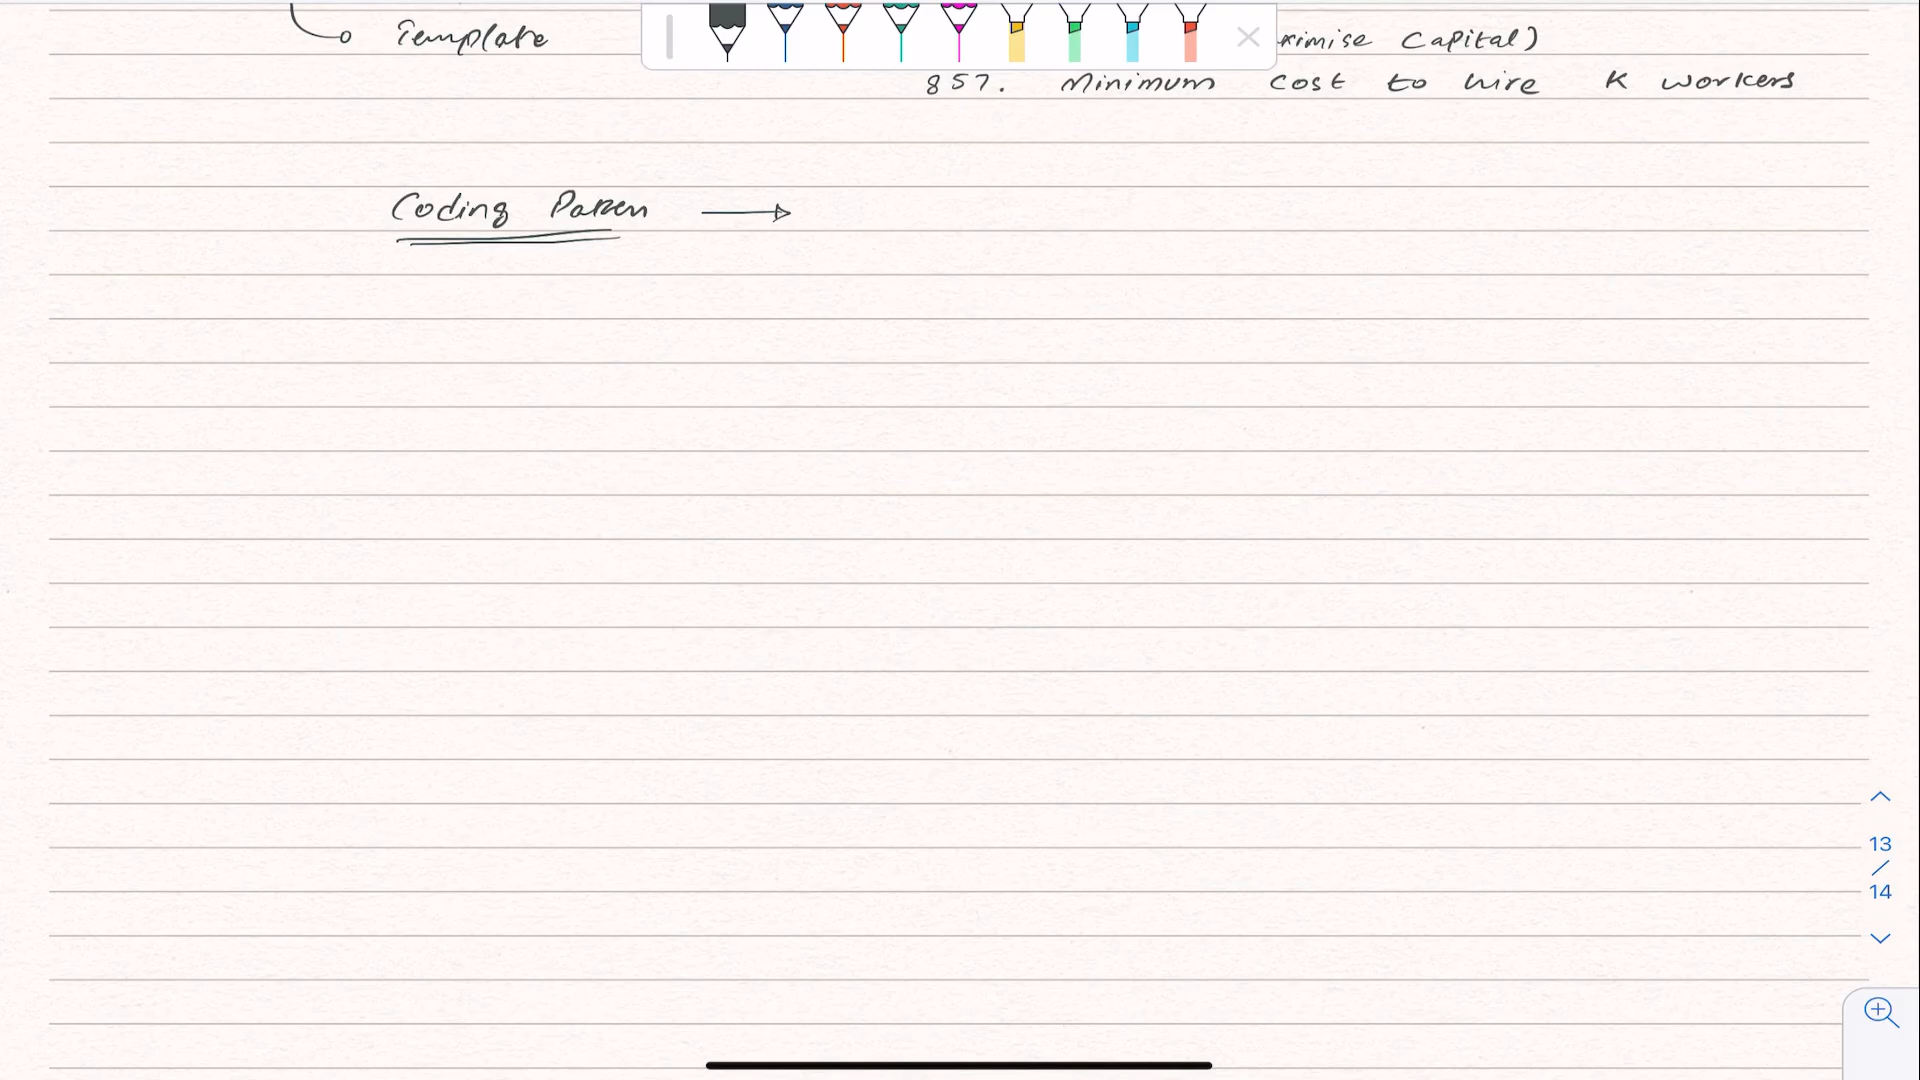 Template
ximise Capital)
857. Minimum cost to hire K workers
Coding Pattern
13
/
14